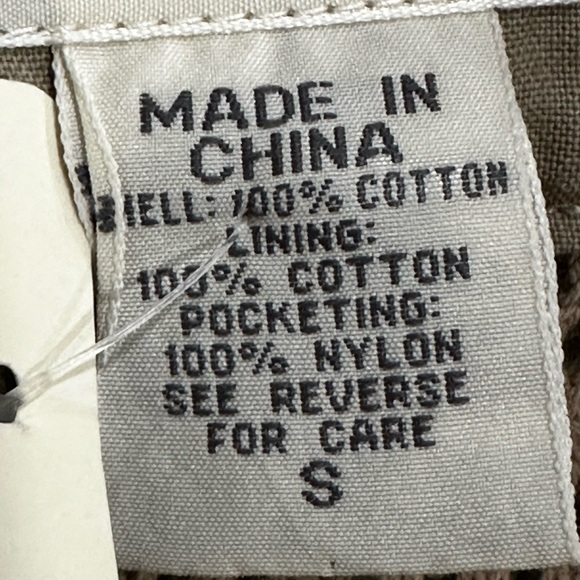 MADE IN
CHINA
SHELL: 100% COTTON
LINING:
100% COTTON
POCKETING:
100% NYLON
SEE REVERSE
FOR CARE
S